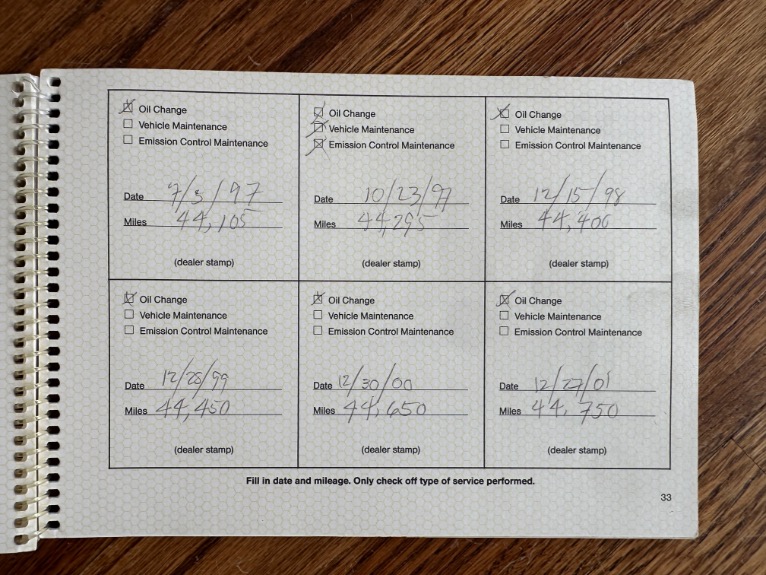 Oil Change
Vehicle Maintenance
Emission Control Maintenance
Date 7/3/97
Miles 44,105
(dealer stamp)
Oil Change
Vehicle Maintenance
Emission Control Maintenance
Date 10/23/97
Miles 44,295
(dealer stamp)
Oil Change
Vehicle Maintenance
Emission Control Maintenance
Date 12/15/98
Miles 44,400
(dealer stamp)
Oil Change
Vehicle Maintenance
Emission Control Maintenance
Date 12/28/99
Miles 44,450
(dealer stamp)
Oil Change
Vehicle Maintenance
Emission Control Maintenance
Date 12/30/00
Miles 44,650
(dealer stamp)
Oil Change
Vehicle Maintenance
Emission Control Maintenance
Date 12/27/01
Miles 44,750
(dealer stamp)
Fill in date and mileage. Only check off type of service performed.
33